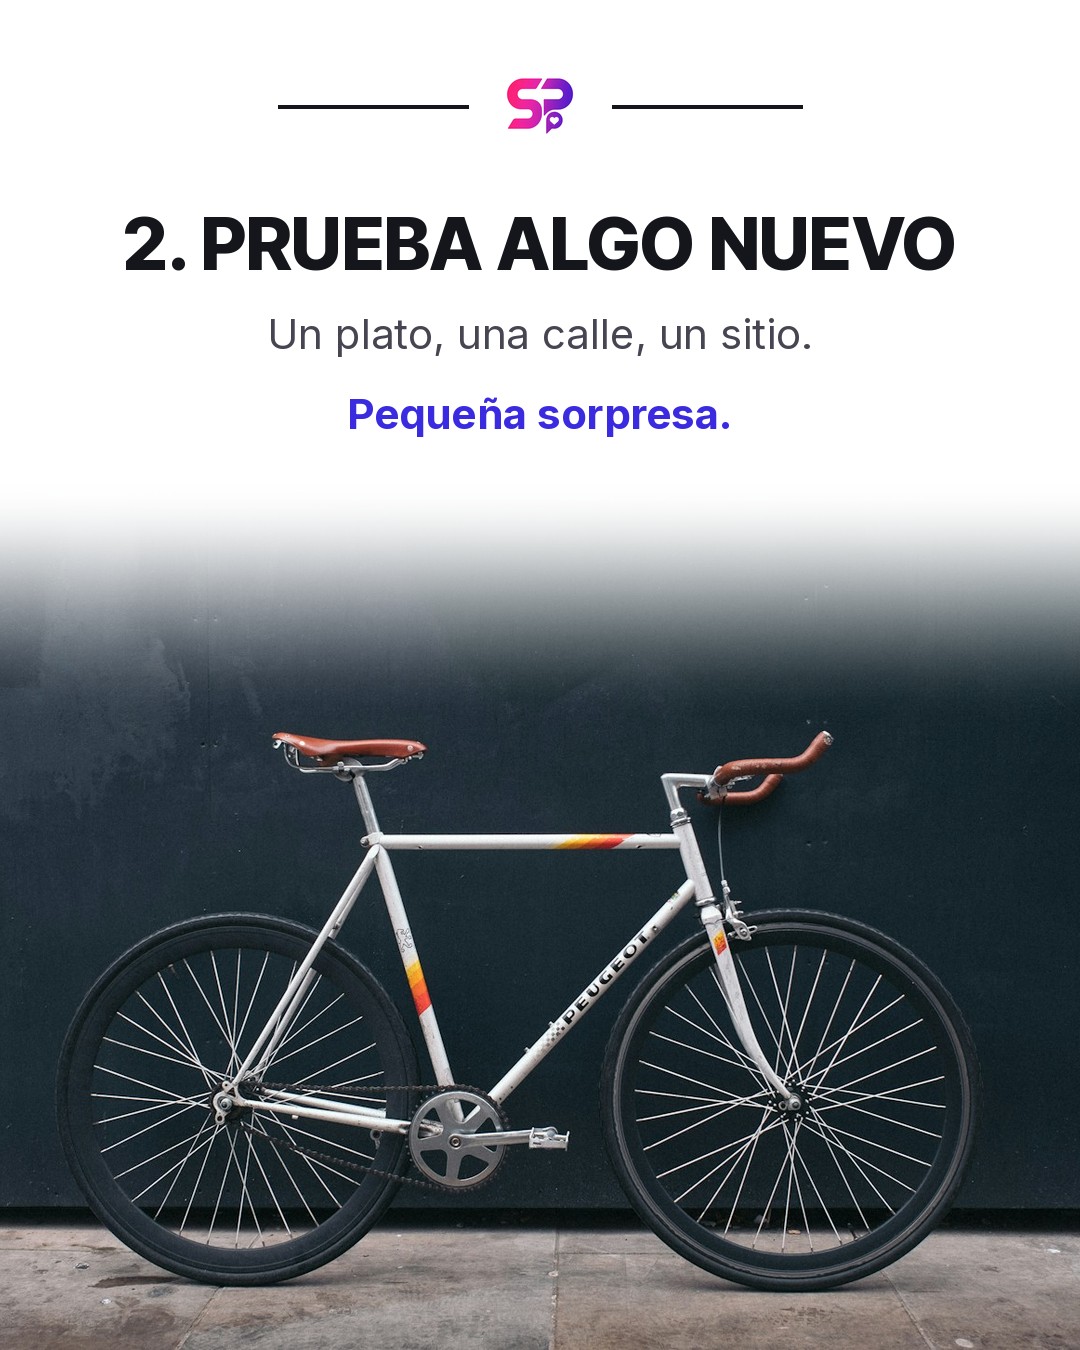 SP
2. PRUEBA ALGO NUEVO
Un plato, una calle, un sitio.
Pequeña sorpresa.
PEUGEOT